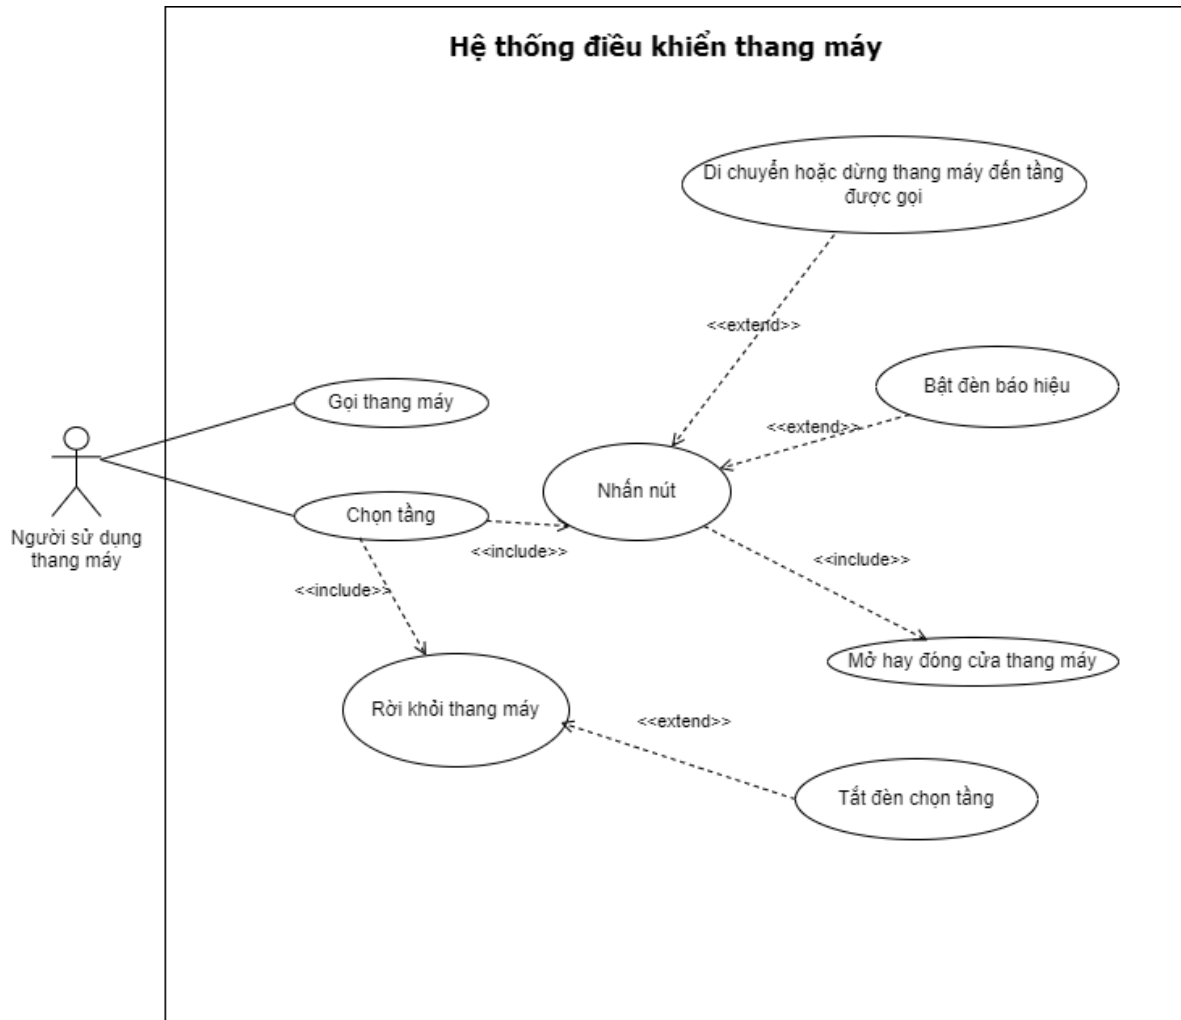 Hệ thống điều khiển thang máy
Di chuyển hoặc dừng thang máy đến tầng
được gọi
<<extend>>
Bật đèn báo hiệu
Gọi thang máy
<<extend>>
Nhấn nút
Chọn tầng
Người sử dụng
thang máy
<<include>>
<<include>>
<<include>>
Mở hay đóng cửa thang máy
Rời khỏi thang máy
<<extend>>
Tắt đèn chọn tầng